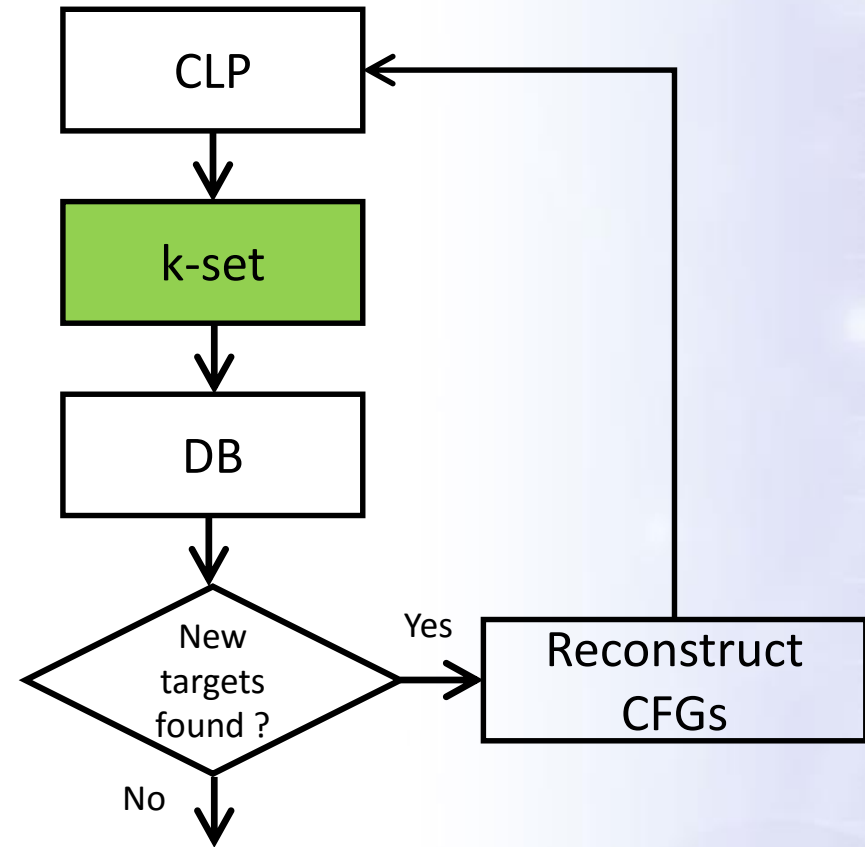 CLP
k-set
DB
New
targets
found ?
Yes
Reconstruct
CFGs
No